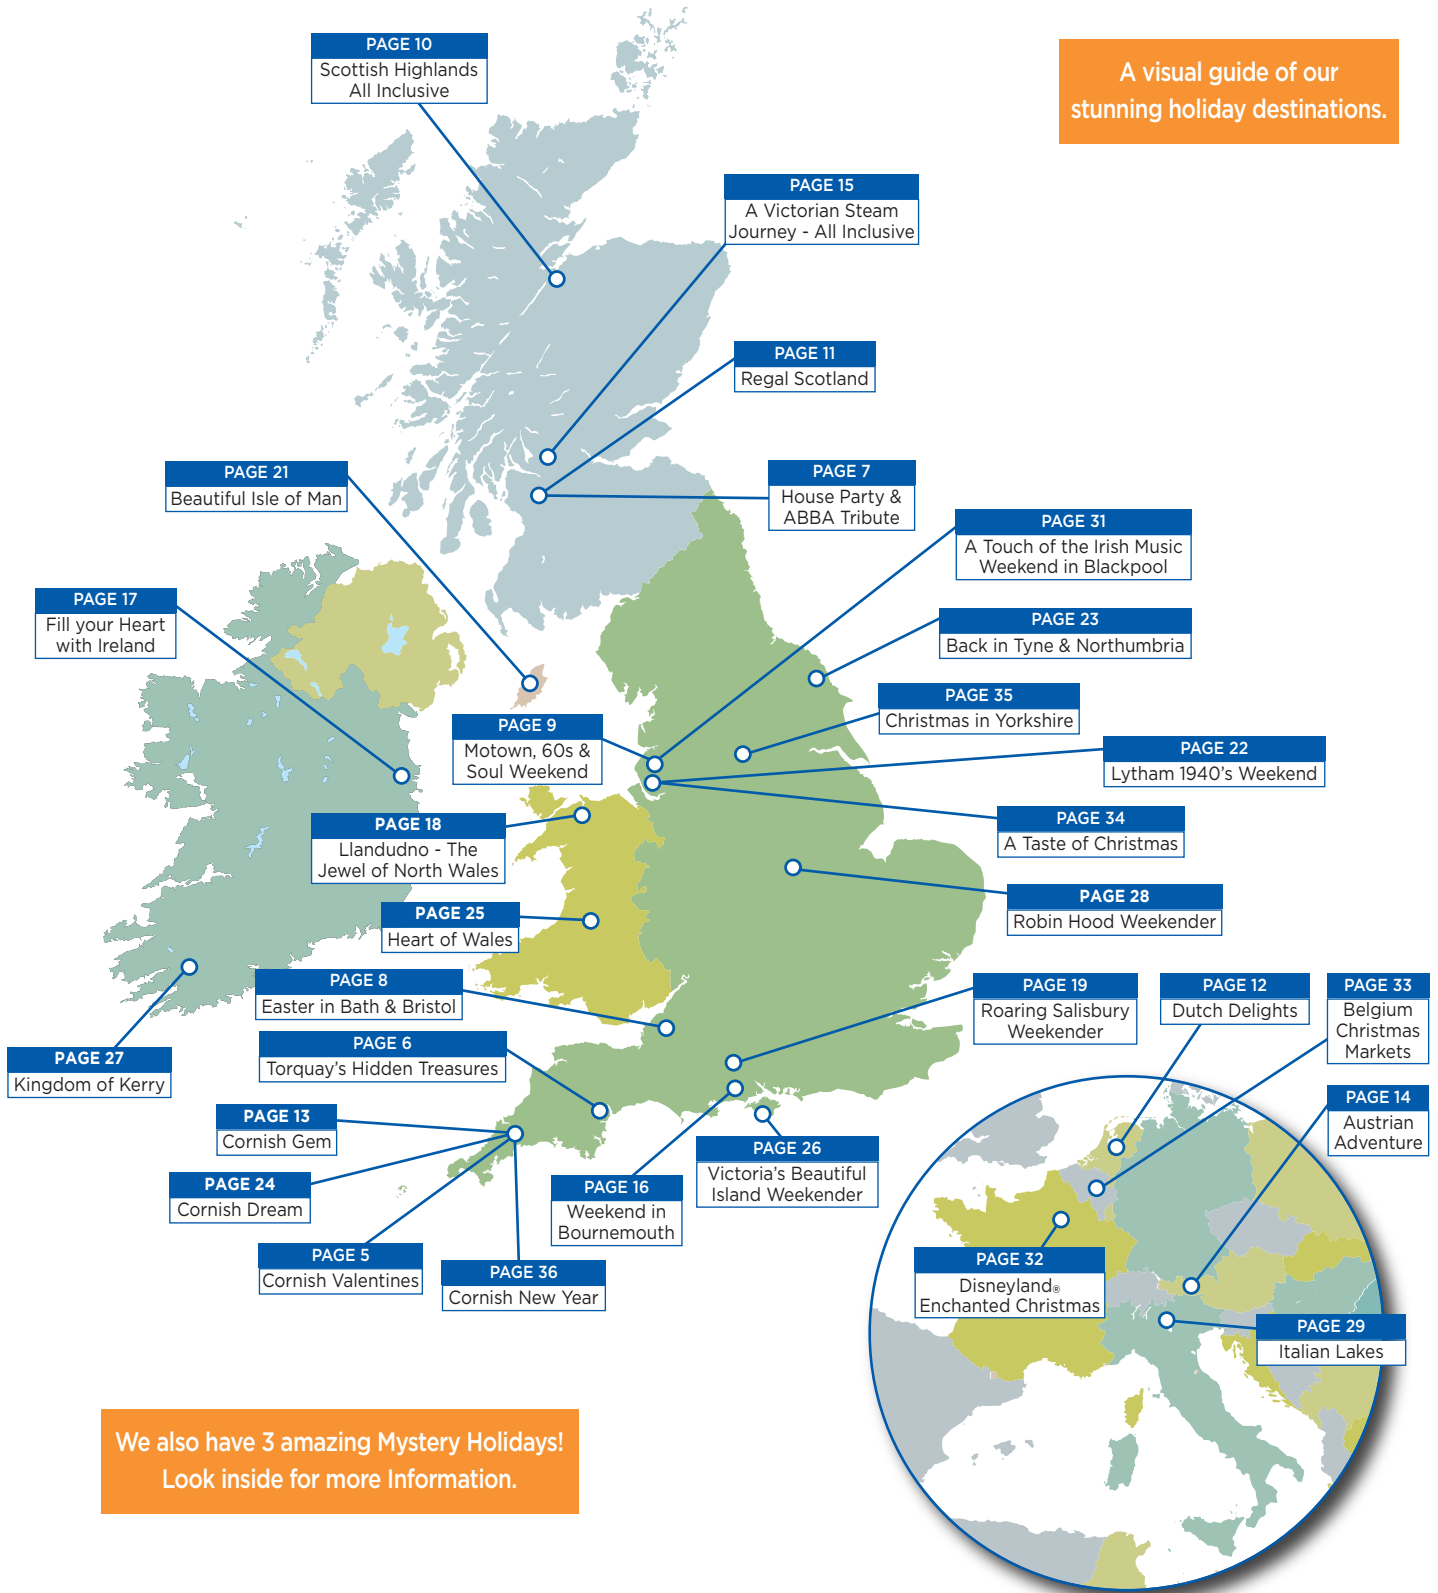 PAGE 10
Scottish Highlands
All Inclusive
A visual guide of our
stunning holiday destinations.
PAGE 15
A Victorian Steam
Journey - All Inclusive
PAGE 11
Regal Scotland
PAGE 21
Beautiful Isle of Man
PAGE 7
House Party &
ABBA Tribute
PAGE 31
A Touch of the Irish Music
Weekend in Blackpool
PAGE 17
Fill your Heart
with Ireland
PAGE 23
Back in Tyne & Northumbria
PAGE 35
Christmas in Yorkshire
PAGE 9
Motown, 60s &
Soul Weekend
PAGE 22
Lytham 1940's Weekend
PAGE 18
Llandudno - The
Jewel of North Wales
PAGE 34
A Taste of Christmas
PAGE 28
Robin Hood Weekender
PAGE 25
Heart of Wales
PAGE 8
Easter in Bath & Bristol
PAGE 19
Roaring Salisbury
Weekender
PAGE 12
Dutch Delights
PAGE 33
Belgium
Christmas
Markets
PAGE 27
Kingdom of Kerry
PAGE 6
Torquay's Hidden Treasures
PAGE 13
Cornish Gem
PAGE 14
Austrian
Adventure
PAGE 24
Cornish Dream
PAGE 16
Weekend in
Bournemouth
PAGE 26
Victoria's Beautiful
Island Weekender
PAGE 5
Cornish Valentines
PAGE 36
Cornish New Year
PAGE 32
Disneyland®
Enchanted Christmas
PAGE 29
Italian Lakes
We also have 3 amazing Mystery Holidays!
Look inside for more Information.